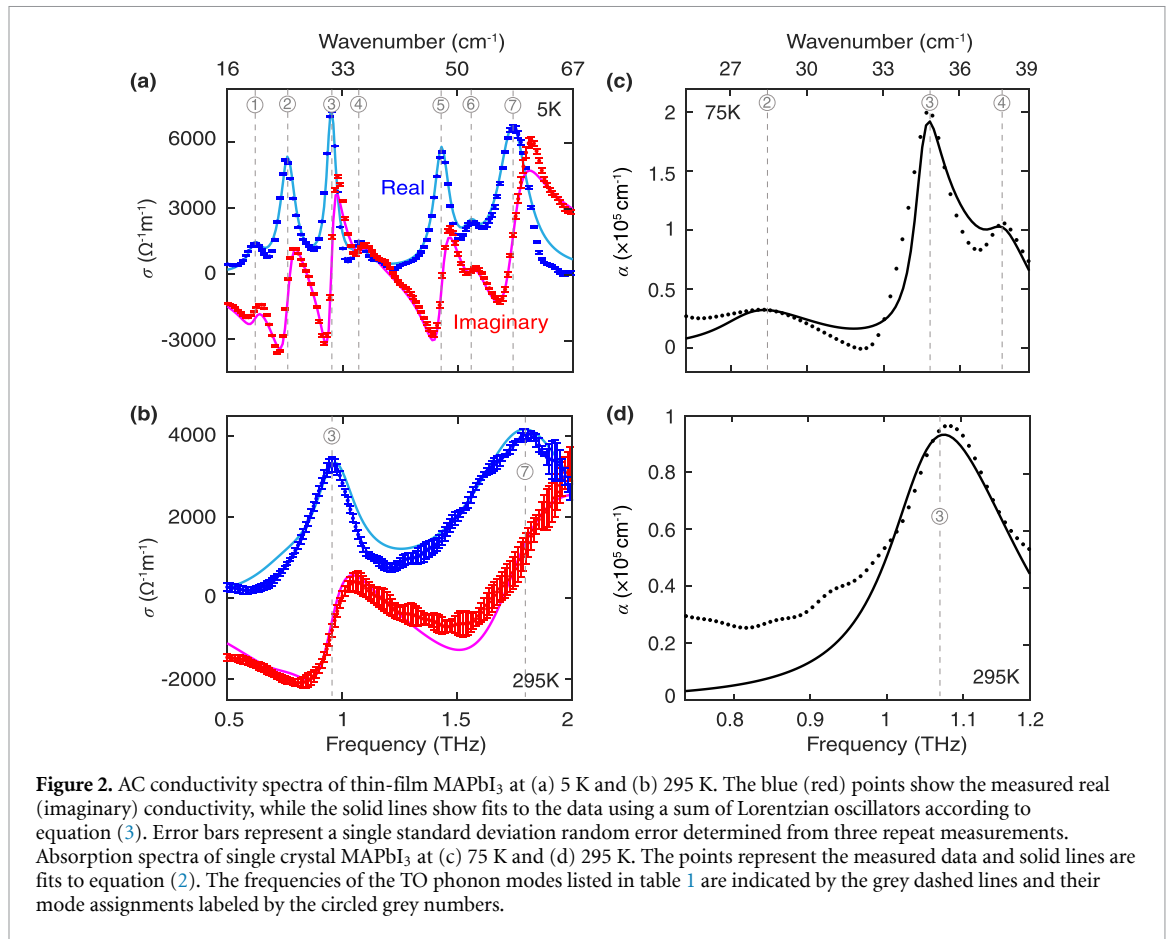 Wavenumber (cm⁻¹)
16 33 50 67
(a)
① ② ③ ④ ⑤ ⑥ ⑦
5K
6000
3000
0
-3000
σ (Ω⁻¹m⁻¹)
Real
Imaginary
(b)
③
⑦
4000
2000
0
-2000
σ (Ω⁻¹m⁻¹)
295K
0.5 1 1.5 2
Frequency (THz)
Wavenumber (cm⁻¹)
27 30 33 36 39
(c)
75K
② ③ ④
2
1.5
1
0.5
0
α (×10⁵ cm⁻¹)
(d)
1
0.8
0.6
0.4
0.2
0
α (×10⁵ cm⁻¹)
③
295K
0.8 0.9 1 1.1 1.2
Frequency (THz)
Figure 2. AC conductivity spectra of thin-film MAPbI₃ at (a) 5 K and (b) 295 K. The blue (red) points show the measured real
(imaginary) conductivity, while the solid lines show fits to the data using a sum of Lorentzian oscillators according to
equation (3). Error bars represent a single standard deviation random error determined from three repeat measurements.
Absorption spectra of single crystal MAPbI₃ at (c) 75 K and (d) 295 K. The points represent the measured data and solid lines are
fits to equation (2). The frequencies of the TO phonon modes listed in table 1 are indicated by the grey dashed lines and their
mode assignments labeled by the circled grey numbers.